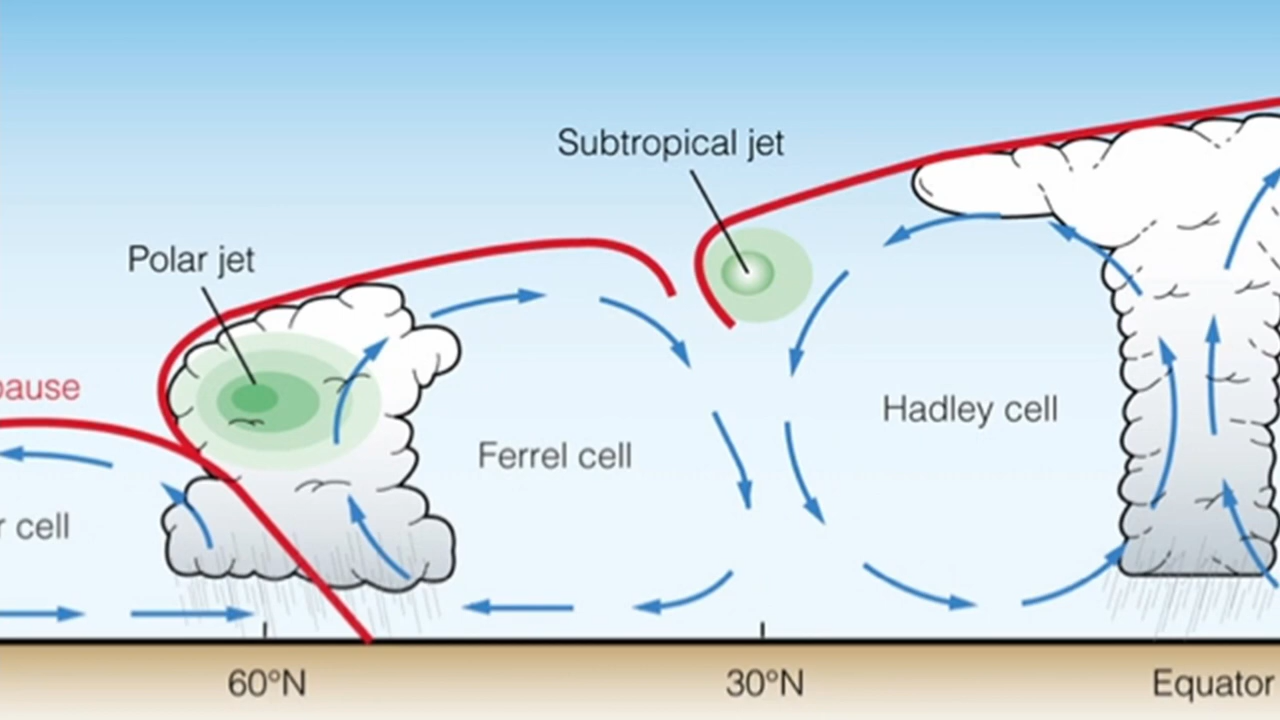 Subtropical jet
Polar jet
pause
Hadley cell
Ferrel cell
r cell
60°N
30°N
Equator